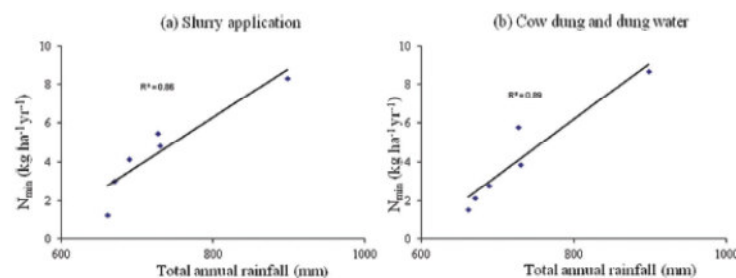 (a) Slurry application
10
8
6
4
2
0
N_min (kg ha⁻¹ yr⁻¹)
R² = 0.86
600
800
1000
Total annual rainfall (mm)
(b) Cow dung and dung water
10
8
6
4
2
0
N_min (kg ha⁻¹ yr⁻¹)
R² = 0.89
600
800
1000
Total annual rainfall (mm)